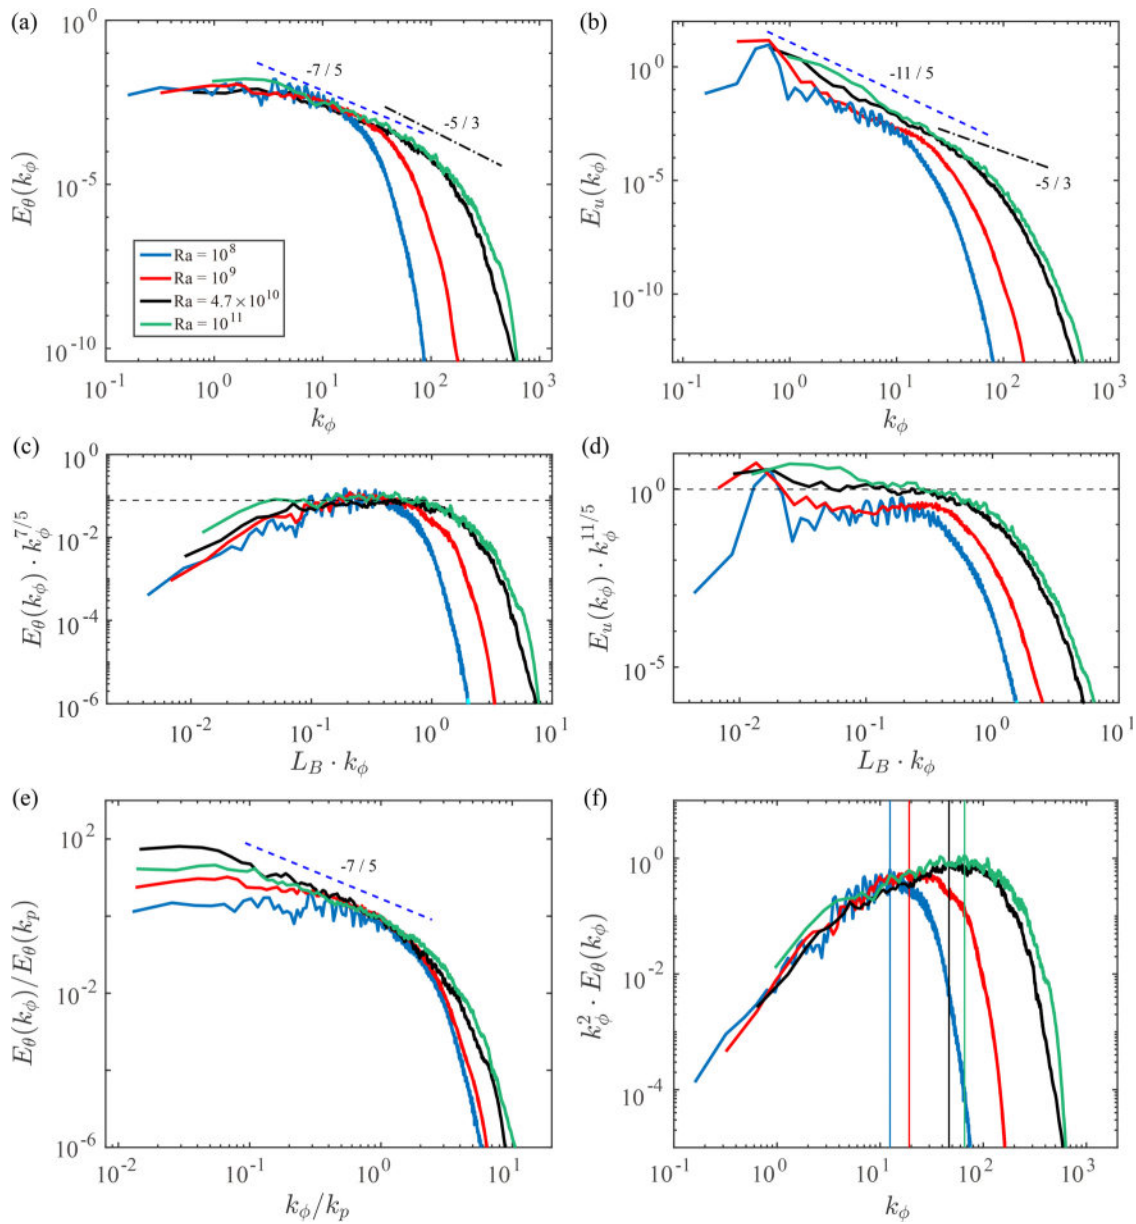 (a)
10^0
10^-5
10^-10
E_θ(k_ϕ)
-7 / 5
-5 / 3
Ra = 10^8
Ra = 10^9
Ra = 4.7 × 10^10
Ra = 10^11
10^-1 10^0 10^1 10^2 10^3
k_ϕ
(b)
10^0
10^-5
10^-10
E_u(k_ϕ)
-11 / 5
-5 / 3
10^-1 10^0 10^1 10^2 10^3
k_ϕ
(c)
10^0
10^-2
10^-4
10^-6
E_θ(k_ϕ) · k_ϕ^7/5
10^-2 10^-1 10^0 10^1
L_B · k_ϕ
(d)
10^0
10^-5
E_u(k_ϕ) · k_ϕ^11/5
10^-2 10^-1 10^0 10^1
L_B · k_ϕ
(e)
10^2
10^-2
10^-6
E_θ(k_ϕ)/E_θ(k_p)
-7 / 5
10^-2 10^-1 10^0 10^1
k_ϕ/k_p
(f)
10^0
10^-2
10^-4
k_ϕ^2 · E_θ(k_ϕ)
10^-1 10^0 10^1 10^2 10^3
k_ϕ